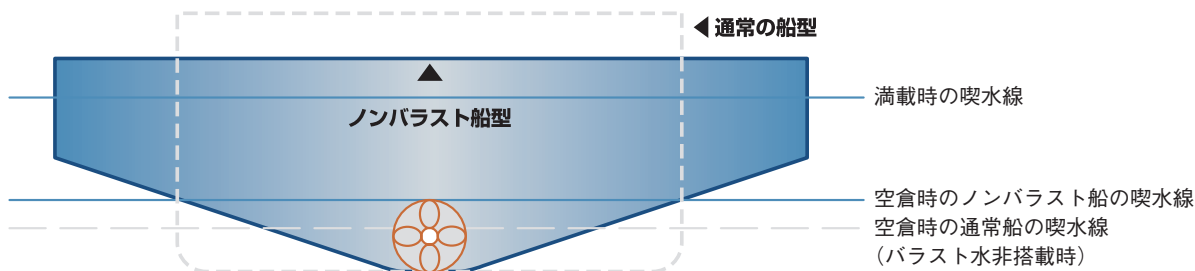 ◀通常の船型
▲
ノンバラスト船型
満載時の喫水線
空倉時のノンバラスト船の喫水線
空倉時の通常船の喫水線
（バラスト水非搭載時）